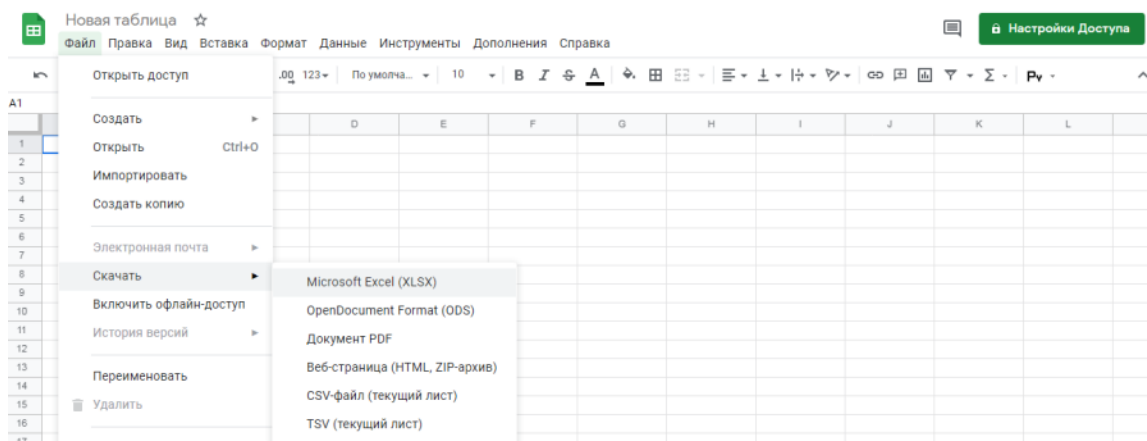 Новая таблица
Файл Правка Вид Вставка Формат Данные Инструменты Дополнения Справка
Настройки Доступа
.00 123 По умолча... 10 B I S A Σ Ру
A1
D E F G H I J K L
Открыть доступ
Создать
Открыть Ctrl+O
Импортировать
Создать копию
Электронная почта
Скачать
Включить офлайн-доступ
История версий
Переименовать
Удалить
Microsoft Excel (XLSX)
OpenDocument Format (ODS)
Документ PDF
Веб-страница (HTML, ZIP-архив)
CSV-файл (текущий лист)
TSV (текущий лист)
1
2
3
4
5
6
7
8
9
10
11
12
13
14
15
16